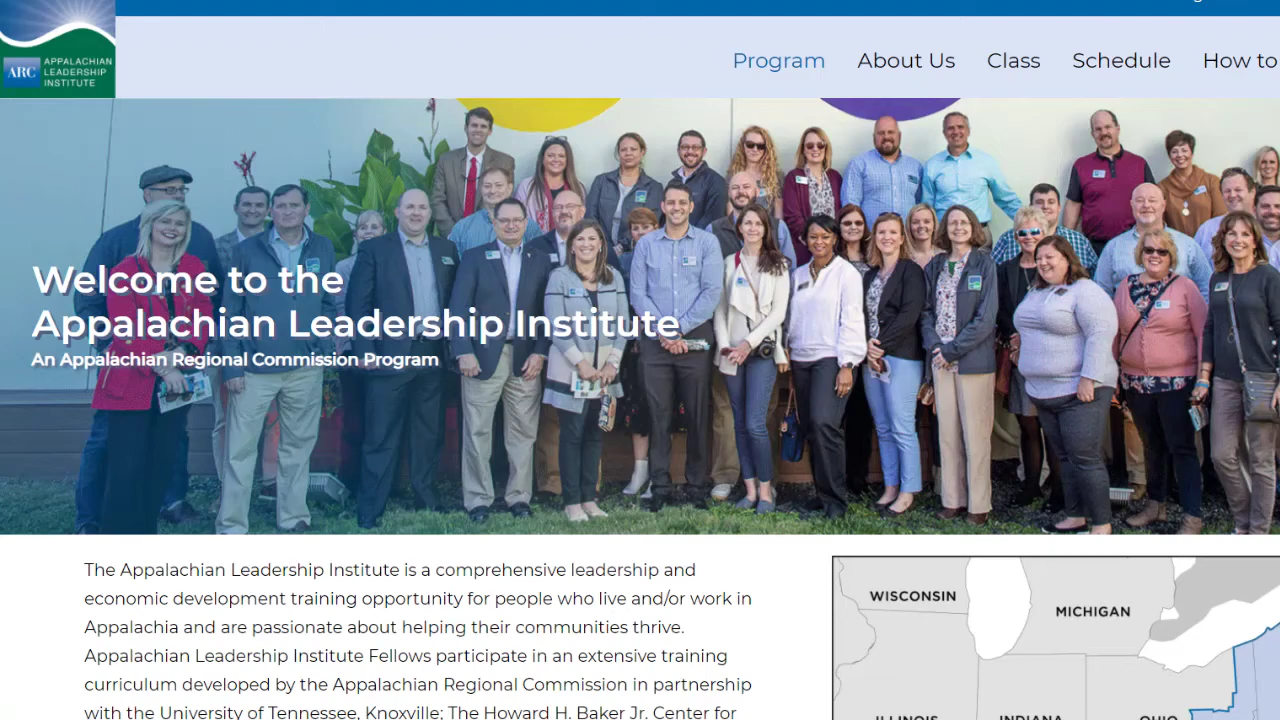 ARC
APPALACHIAN
LEADERSHIP
INSTITUTE
Program
About Us
Class
Schedule
How to
Welcome to the
Appalachian Leadership Institute
An Appalachian Regional Commission Program
The Appalachian Leadership Institute is a comprehensive leadership and
economic development training opportunity for people who live and/or work in
Appalachia and are passionate about helping their communities thrive.
Appalachian Leadership Institute Fellows participate in an extensive training
curriculum developed by the Appalachian Regional Commission in partnership
with the University of Tennessee, Knoxville; The Howard H. Baker Jr. Center for
WISCONSIN
MICHIGAN
ILLINOIS
INDIANA
OHIO